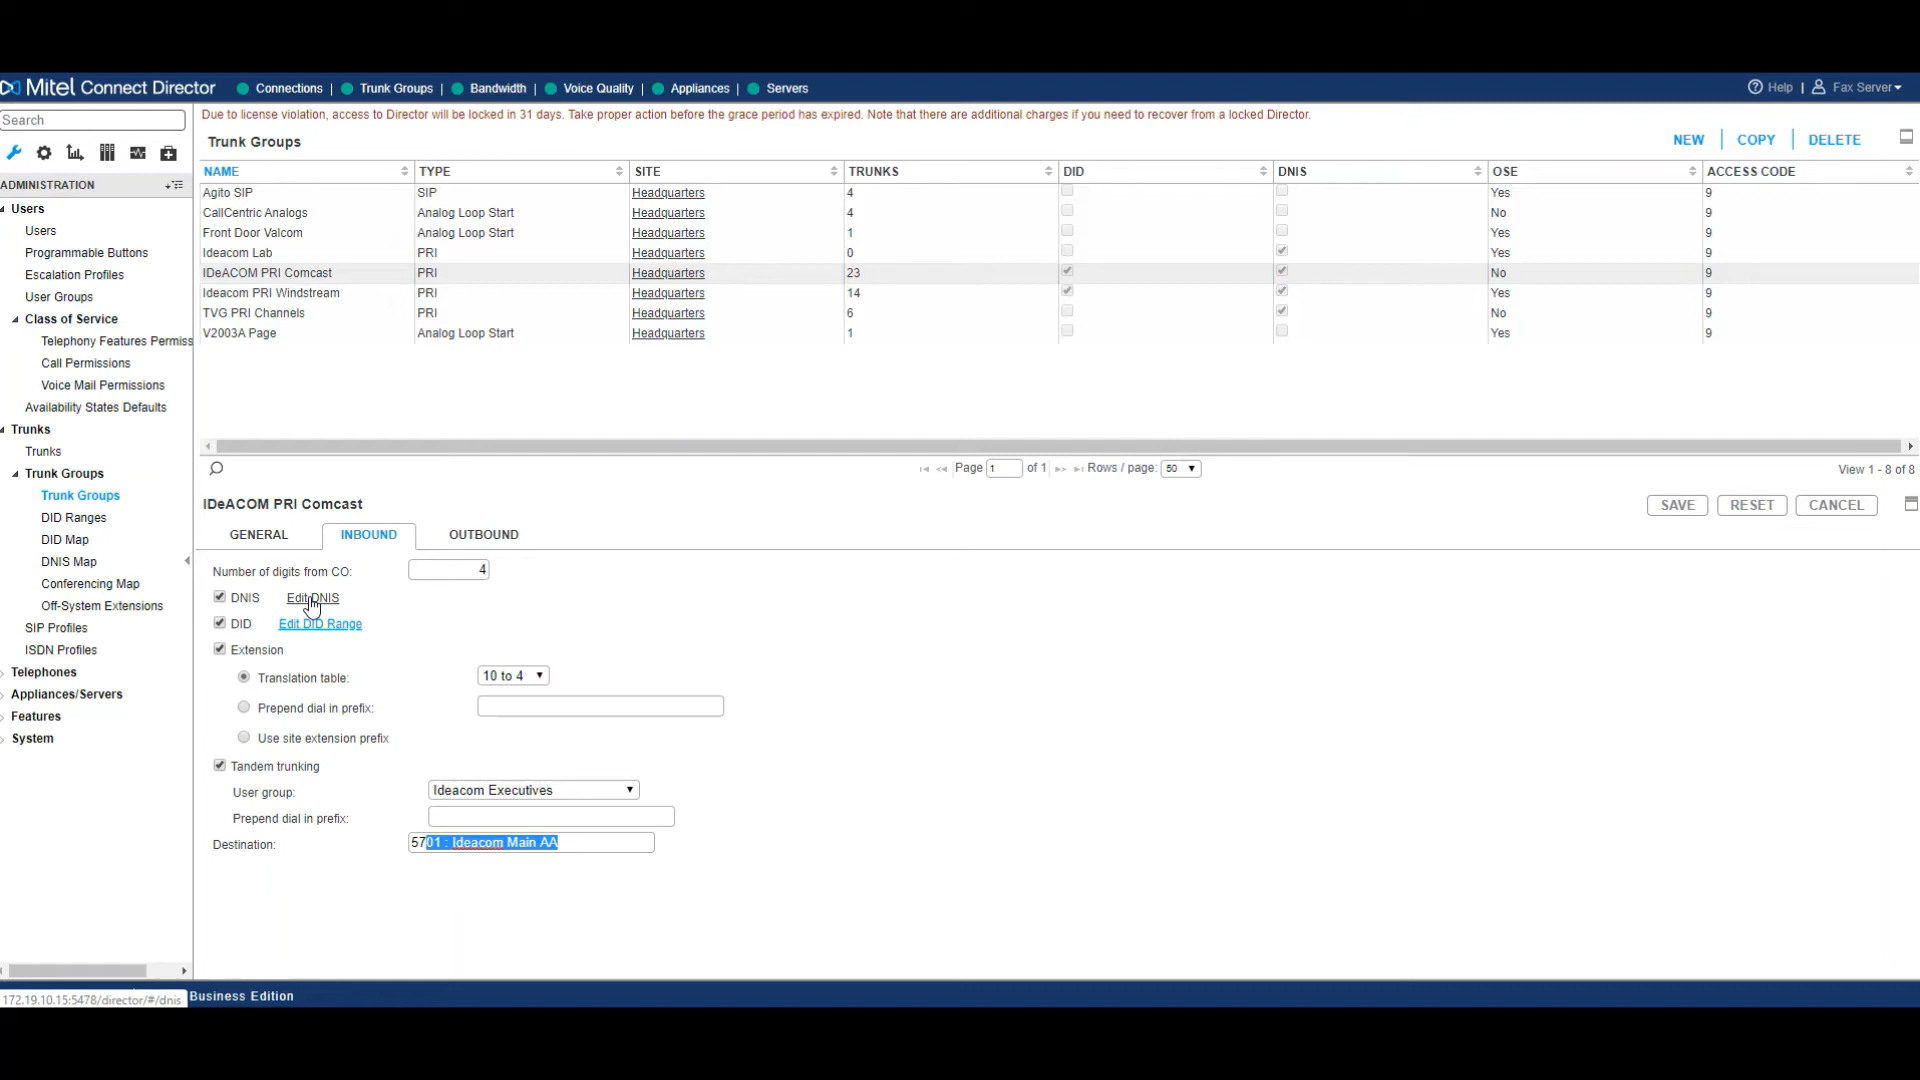 Mitel Connect Director Connections | Trunk Groups | Bandwidth | Voice Quality | Appliances | Servers Help | Fax Server
Search
Due to license violation, access to Director will be locked in 31 days. Take proper action before the grace period has expired. Note that there are additional charges if you need to recover from a locked Director.
Trunk Groups NEW COPY DELETE
NAME TYPE SITE TRUNKS DID DNIS OSE ACCESS CODE
Agito SIP SIP Headquarters 4 Yes 9
CallCentric Analogs Analog Loop Start Headquarters 4 No 9
Front Door Valcom Analog Loop Start Headquarters 1 Yes 9
Ideacom Lab PRI Headquarters 0 Yes 9
IDeACOM PRI Comcast PRI Headquarters 23 No 9
Ideacom PRI Windstream PRI Headquarters 14 Yes 9
TVG PRI Channels PRI Headquarters 6 No 9
V2003A Page Analog Loop Start Headquarters 1 Yes 9
Page 1 of 1 Rows / page: 50 View 1 - 8 of 8
ADMINISTRATION
Users
Users
Programmable Buttons
Escalation Profiles
User Groups
Class of Service
Telephony Features Permiss
Call Permissions
Voice Mail Permissions
Availability States Defaults
Trunks
Trunks
Trunk Groups
Trunk Groups
DID Ranges
DID Map
DNIS Map
Conferencing Map
Off-System Extensions
SIP Profiles
ISDN Profiles
Telephones
Appliances/Servers
Features
System
IDeACOM PRI Comcast SAVE RESET CANCEL
GENERAL INBOUND OUTBOUND
Number of digits from CO: 4
DNIS Edit DNIS
DID Edit DID Range
Extension
Translation table: 10 to 4
Prepend dial in prefix:
Use site extension prefix
Tandem trunking
User group: Ideacom Executives
Prepend dial in prefix:
Destination: 5701 : Ideacom Main AA
172.19.10.15:5478/director/#/dnis Business Edition